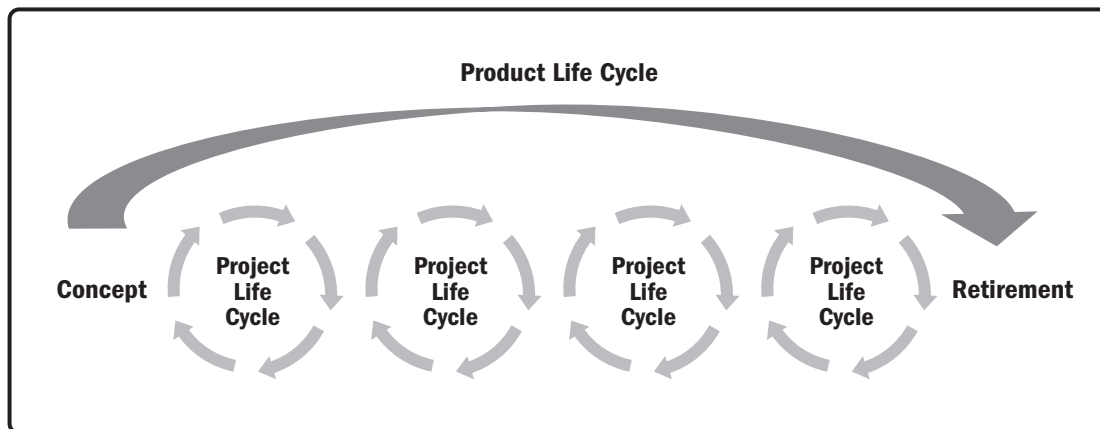 Product Life Cycle
Concept
Project
Life
Cycle
Project
Life
Cycle
Project
Life
Cycle
Project
Life
Cycle
Retirement